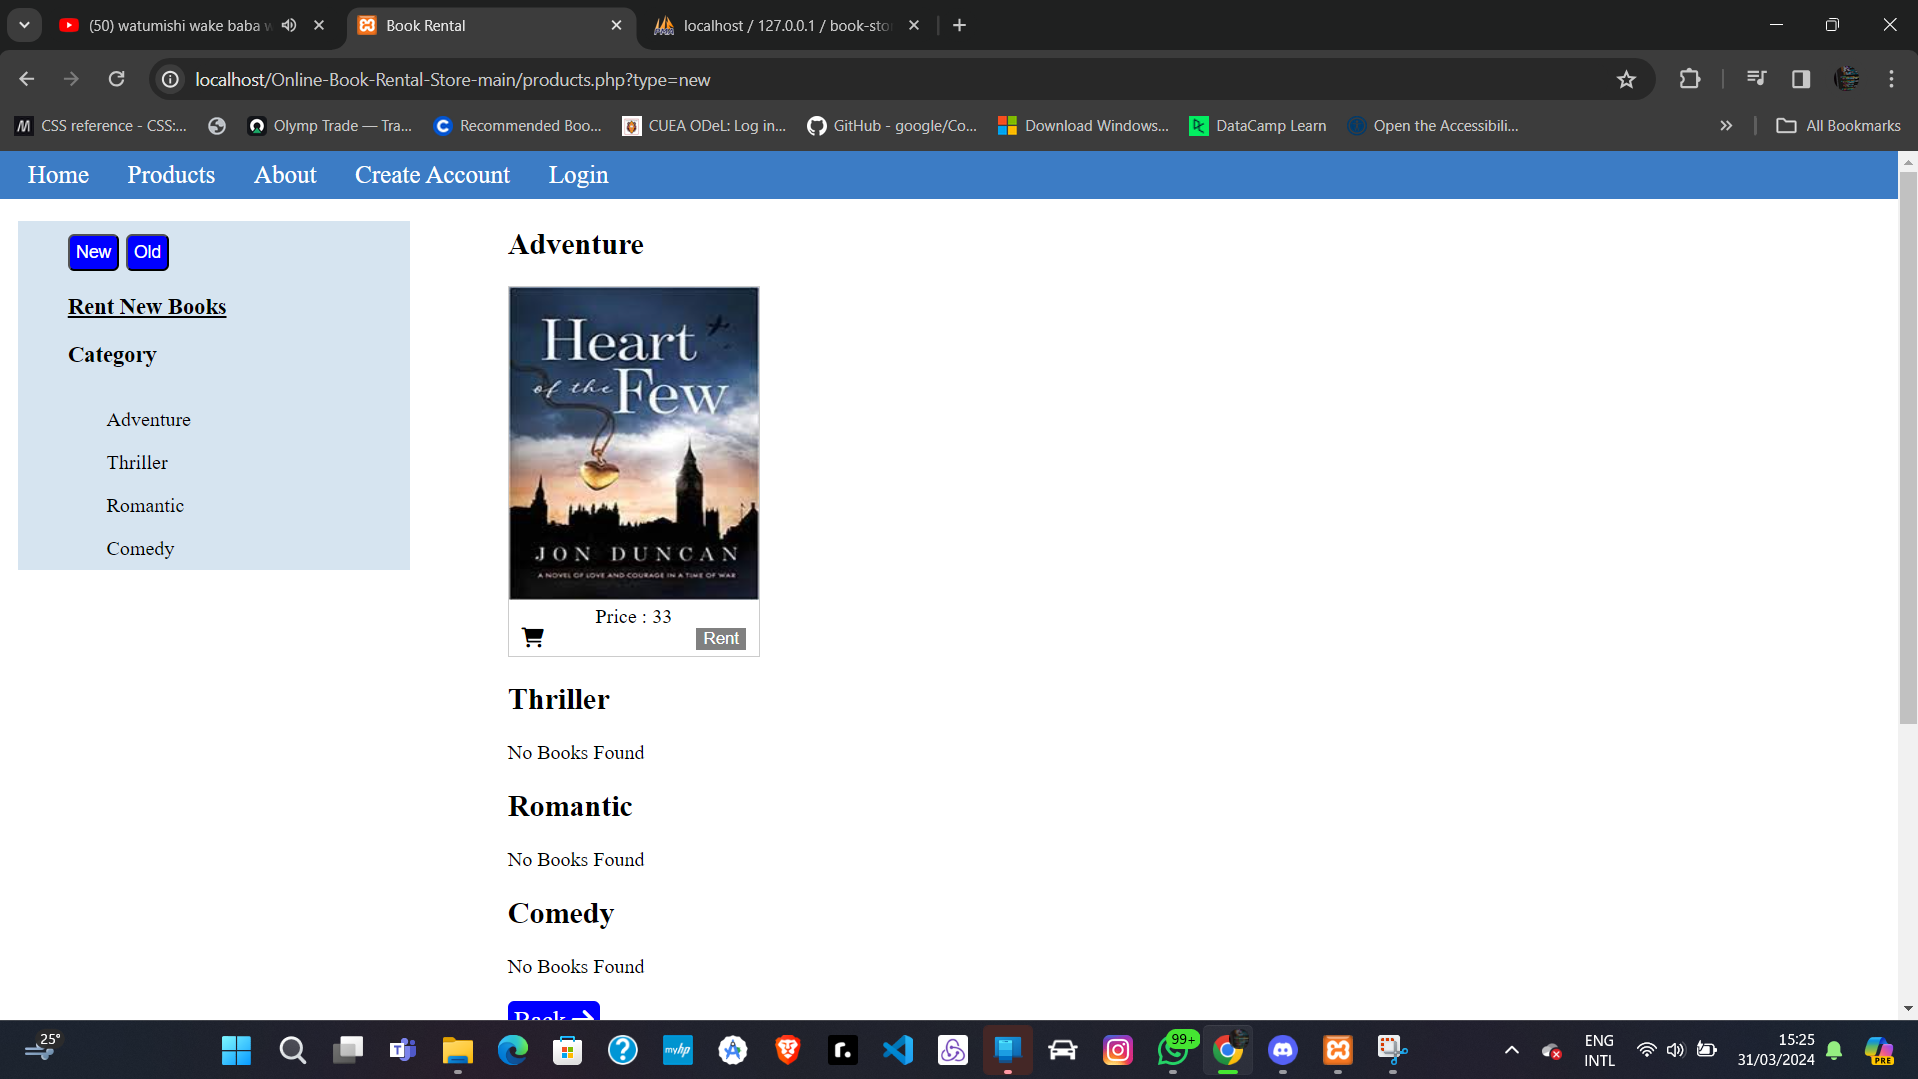 (50) watumishi wake baba w
Book Rental
localhost / 127.0.0.1 / book-sto
localhost/Online-Book-Rental-Store-main/products.php?type=new
CSS reference - CSS:...
Olymp Trade — Tra...
Recommended Boo...
CUEA ODeL: Log in...
GitHub - google/Co...
Download Windows...
DataCamp Learn
Open the Accessibili...
All Bookmarks
Home Products About Create Account Login
New Old
Rent New Books
Category
Adventure
Thriller
Romantic
Comedy
Adventure
Heart
of the Few
JON DUNCAN
A NOVEL OF LOVE AND COURAGE IN A TIME OF WAR
Price : 33
Rent
Thriller
No Books Found
Romantic
No Books Found
Comedy
No Books Found
Back
25°
myhp
99+
ENG
INTL
15:25
31/03/2024
PRE